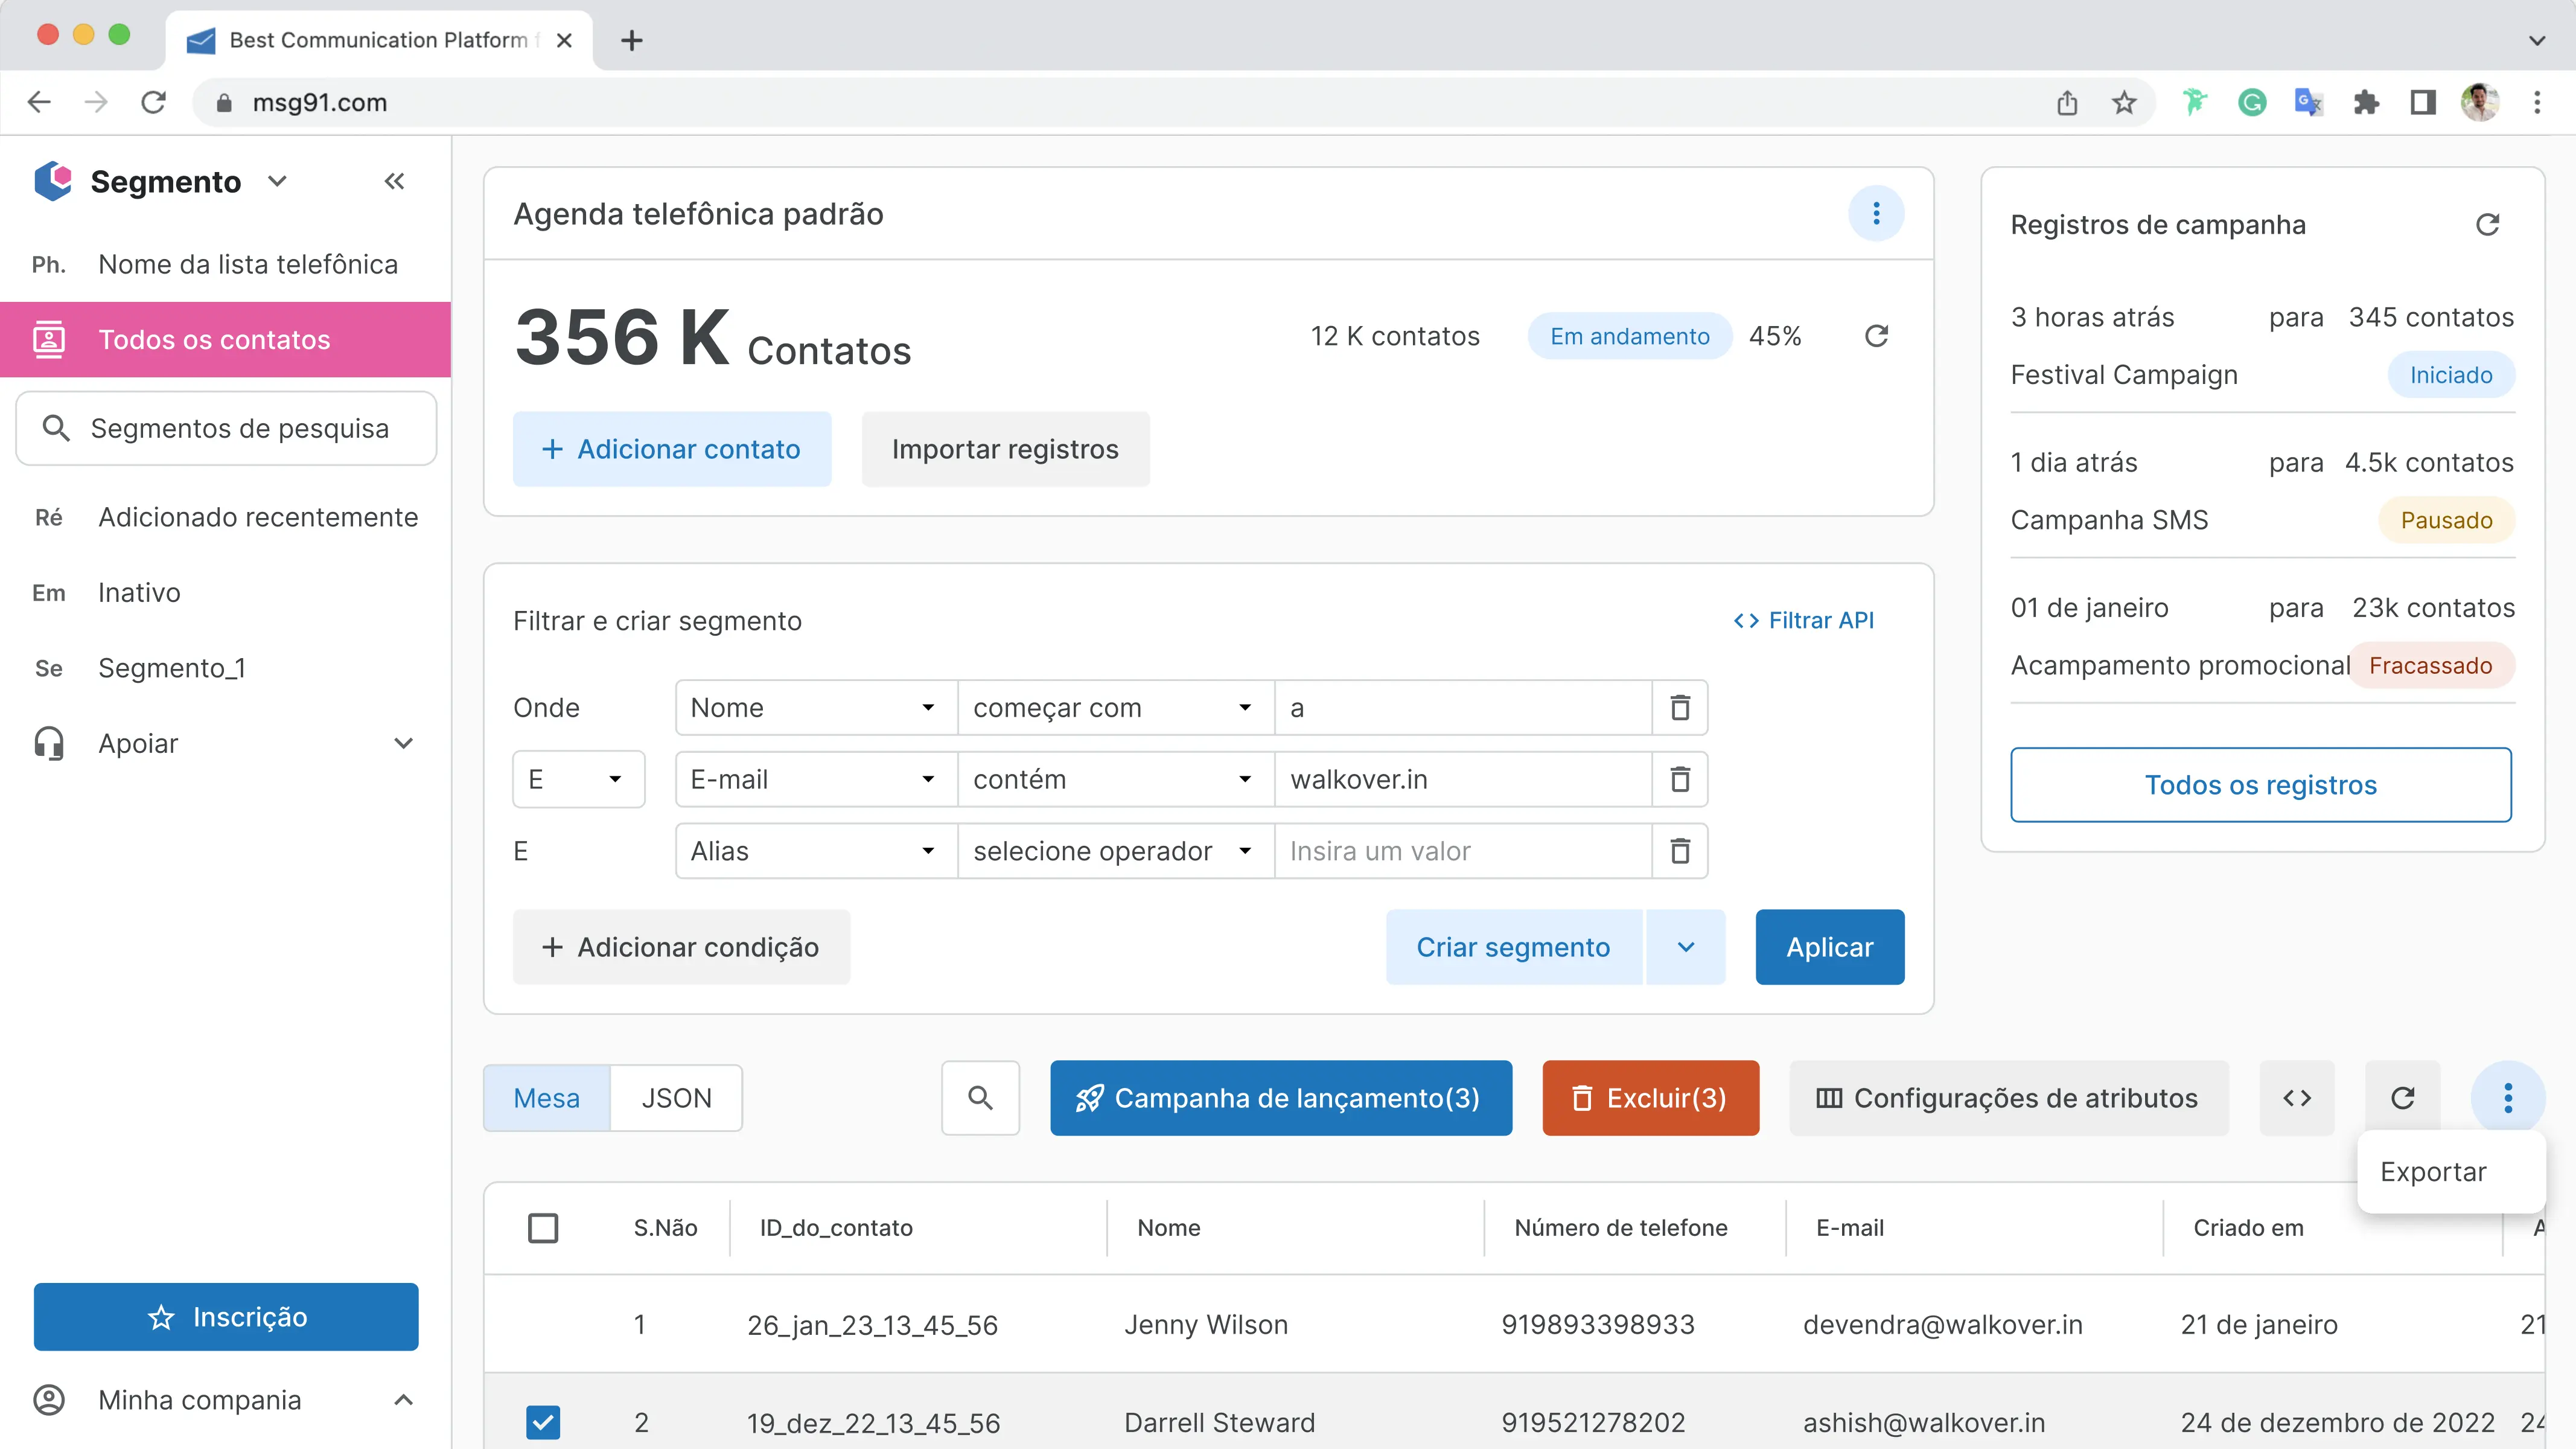 Best Communication Platform
msg91.com
Segmento
Ph. Nome da lista telefônica
Todos os contatos
Segmentos de pesquisa
Ré Adicionado recentemente
Em Inativo
Se Segmento_1
Apoiar
Inscrição
Minha compania
Agenda telefônica padrão
356 K Contatos
12 K contatos Em andamento 45%
+ Adicionar contato Importar registros
Filtrar e criar segmento <> Filtrar API
Onde Nome começar com a
E E-mail contém walkover.in
E Alias selecione operador Insira um valor
+ Adicionar condição Criar segmento Aplicar
Registros de campanha
3 horas atrás para 345 contatos
Festival Campaign Iniciado
1 dia atrás para 4.5k contatos
Campanha SMS Pausado
01 de janeiro para 23k contatos
Acampamento promocional Fracassado
Todos os registros
Mesa JSON Campanha de lançamento(3) Excluir(3) Configurações de atributos <>
Exportar
S.Não ID_do_contato Nome Número de telefone E-mail Criado em
1 26_jan_23_13_45_56 Jenny Wilson 919893398933 devendra@walkover.in 21 de janeiro 21
2 19_dez_22_13_45_56 Darrell Steward 919521278202 ashish@walkover.in 24 de dezembro de 2022